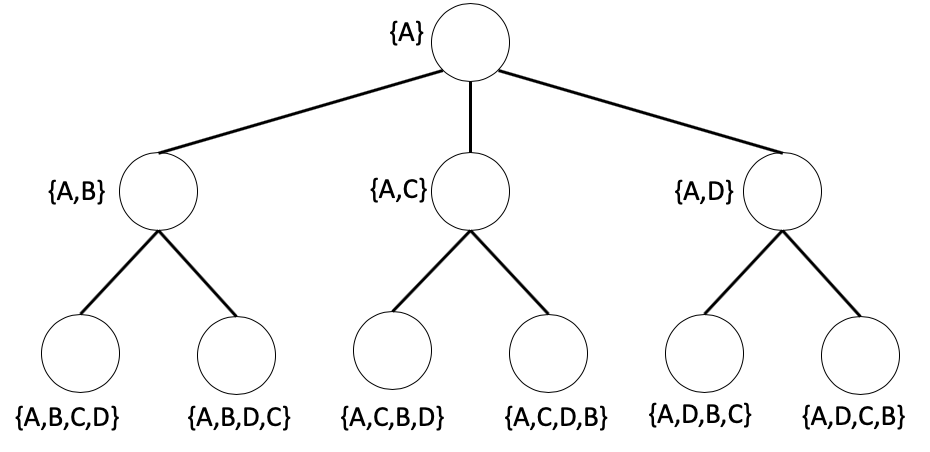 {A}
{A,B}
{A,C}
{A,D}
{A,B,C,D}
{A,B,D,C}
{A,C,B,D}
{A,C,D,B}
{A,D,B,C}
{A,D,C,B}